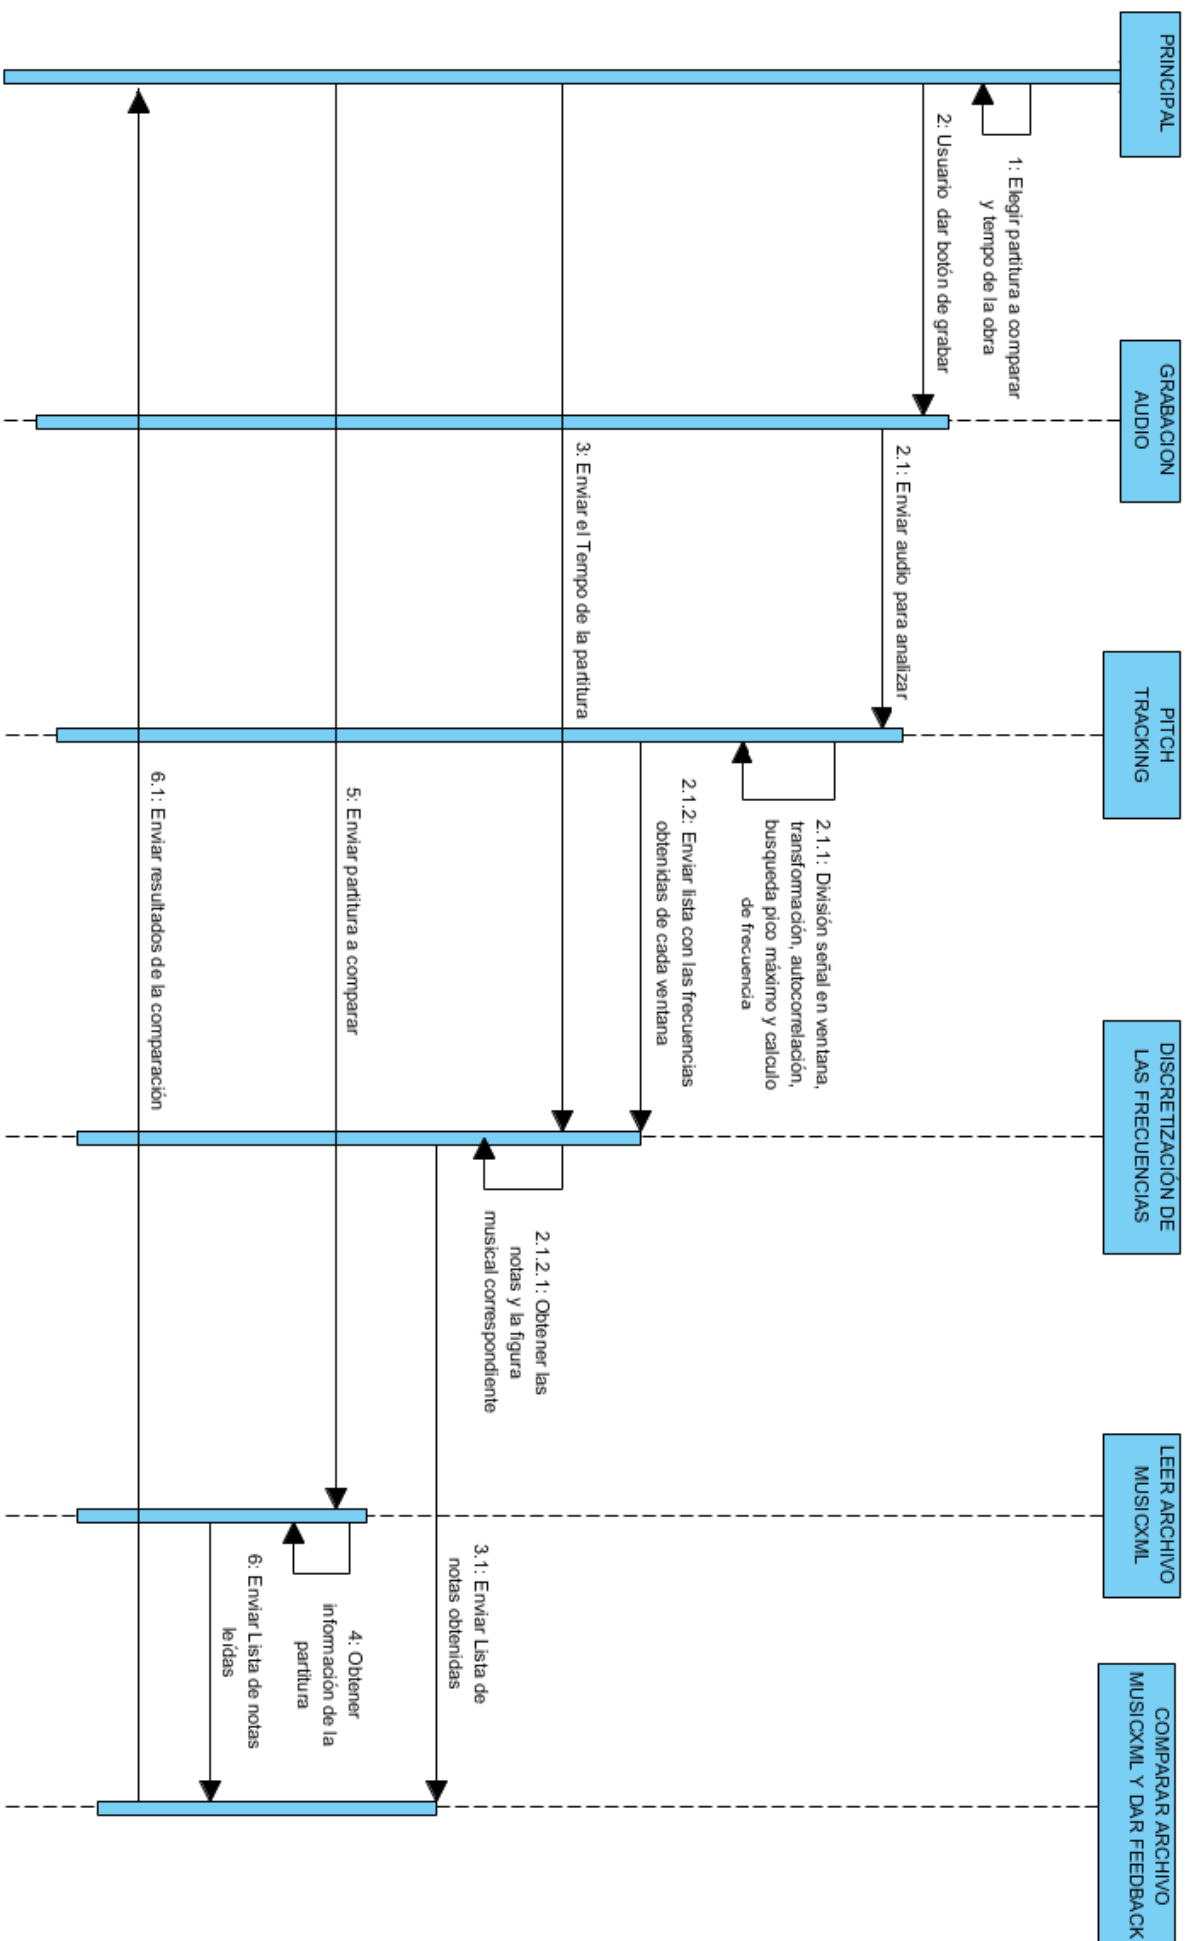 PRINCIPAL
GRABACION
AUDIO
PITCH
TRACKING
DISCRETIZACIÓN DE
LAS FRECUENCIAS
LEER ARCHIVO
MUSICXML
COMPARAR ARCHIVO
MUSICXML Y DAR FEEDBACK
1: Elegir partitura a comparar
y tempo de la obra
2: Usuario dar botón de grabar
2.1: Enviar audio para analizar
2.1.1: División señal en ventana,
transformación, autocorrelación,
busqueda pico máximo y calculo
de frecuencia
2.1.2: Enviar lista con las frecuencias
obtenidas de cada ventana
3: Enviar el Tempo de la partitura
2.1.2.1: Obtener las
notas y la figura
musical correspondiente
3.1: Enviar Lista de
notas obtenidas
4: Obtener
información de la
partitura
5: Enviar partitura a comparar
6: Enviar Lista de notas
leídas
6.1: Enviar resultados de la comparación